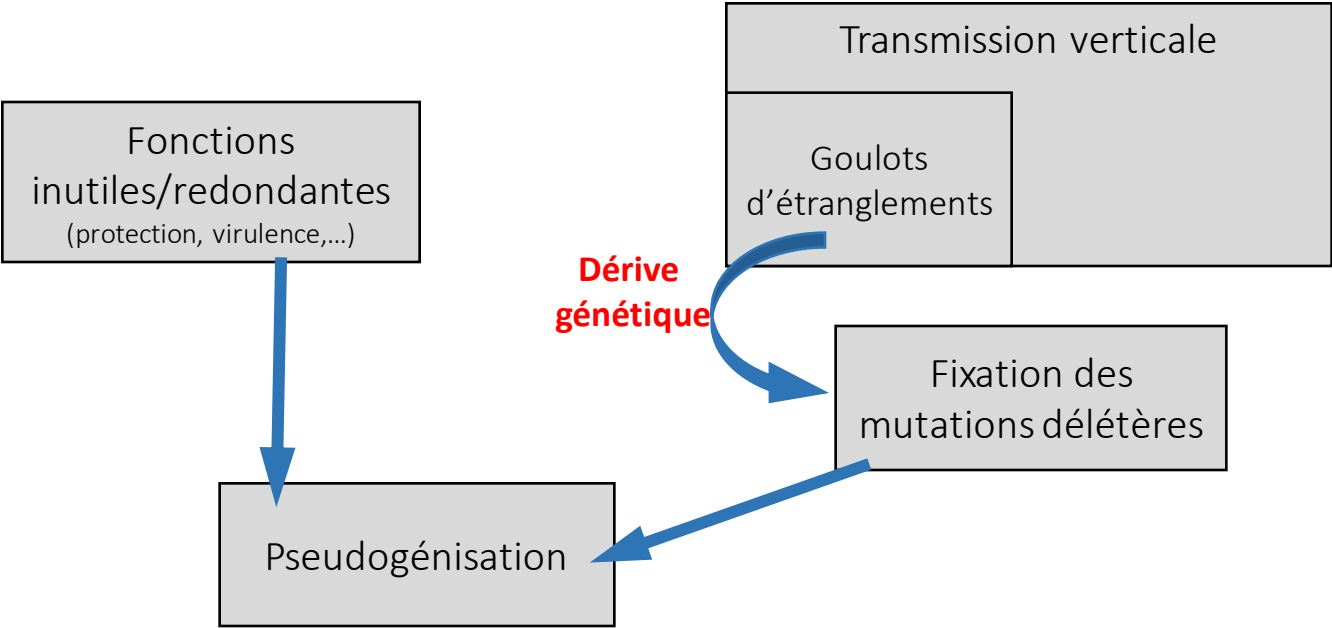 Transmission verticale
Fonctions
inutiles/redondantes
(protection, virulence,...)
Goulots
d’étranglements
Dérive
génétique
Fixation des
mutations délétères
Pseudogénisation